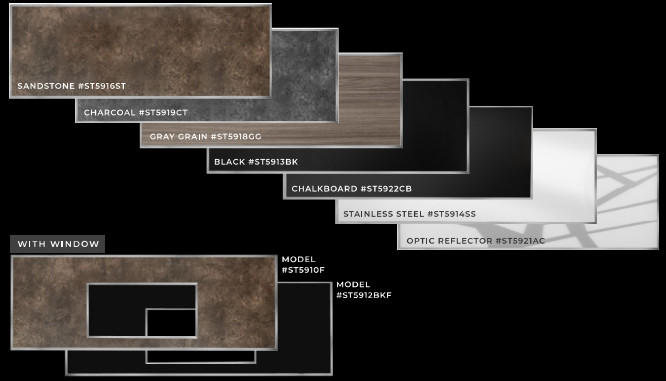 SANDSTONE #ST5916ST
CHARCOAL #ST5919CT
GRAY GRAIN #ST5918GG
BLACK #ST5913BK
CHALKBOARD #ST5922CB
STAINLESS STEEL #ST5914SS
OPTIC REFLECTOR #ST5921AC
WITH WINDOW
MODEL
#ST5910F
MODEL
#ST5912BKF